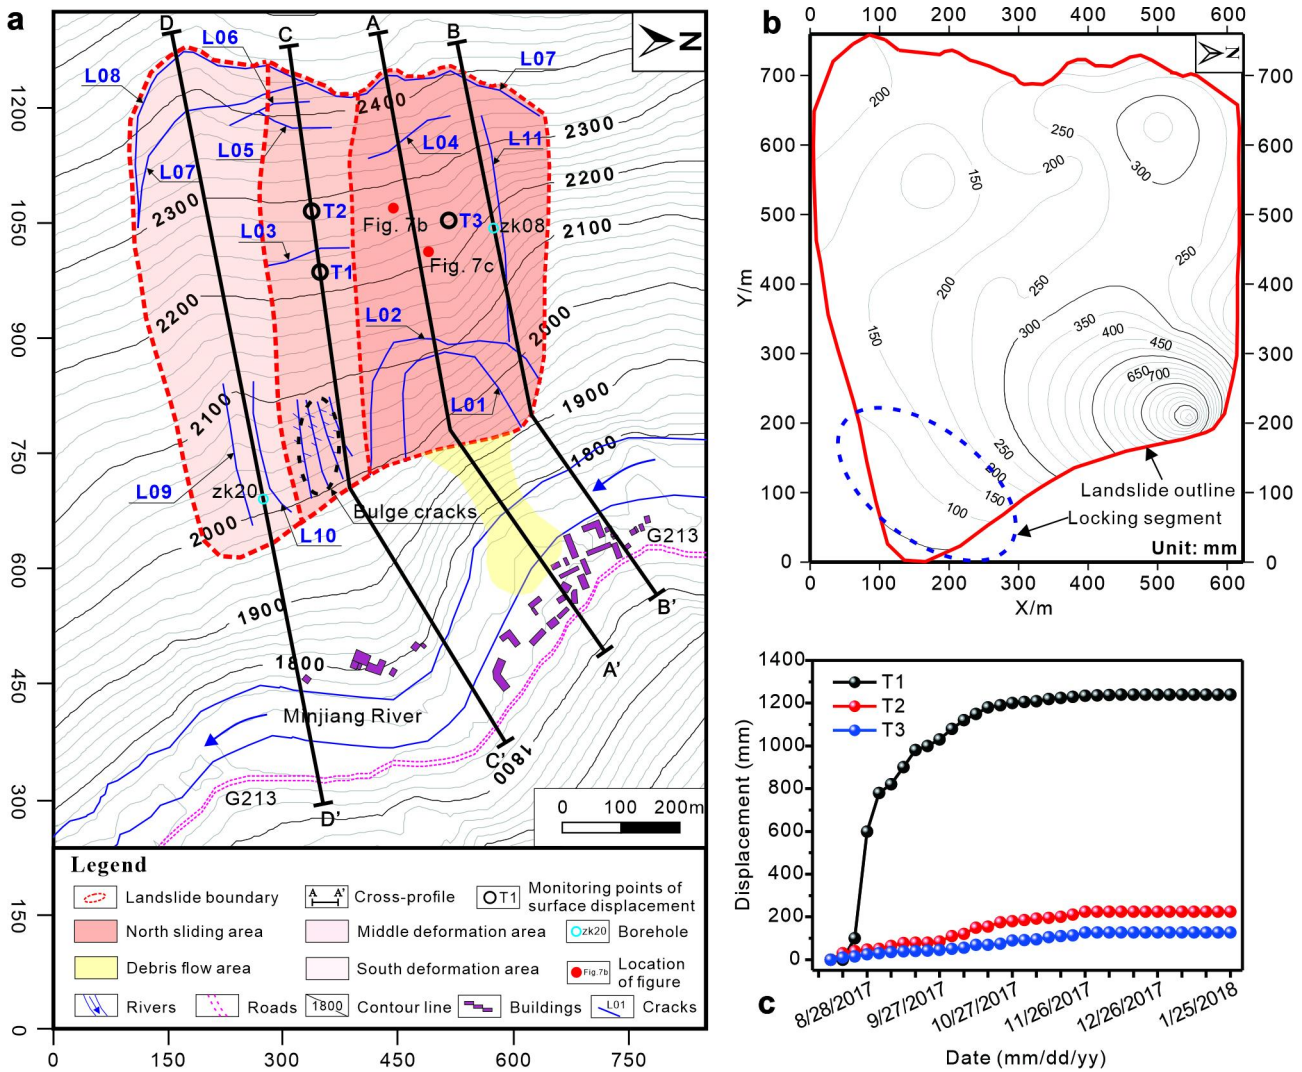 a
D
C
A
B
N
L06
L08
L07
2400
2300
L05
L04
L11
L07
2200
2300
T2
Fig. 7b
T3
zk08
2100
L03
T1
Fig. 7c
2200
L02
2000
2100
L01
1900
1800
L09
zk20
2000
L10
Bulge cracks
G213
1900
1800
B'
A'
Minjiang River
C'
1800
G213
D'
0 100 200m
1200
1050
900
750
600
450
300
150
0
0 150 300 450 600 750
Legend
Landslide boundary
A A' Cross-profile
T1 Monitoring points of
surface displacement
North sliding area
Middle deformation area
zk20 Borehole
Debris flow area
South deformation area
Fig.7b Location
of figure
Rivers
Roads
1800 Contour line
Buildings
L01 Cracks
b
0 100 200 300 400 500 600
N
700
600
500
400
300
200
100
0
Y/m
700
600
500
400
300
200
100
0
200
250
200
150
300
250
200
250
150
300
350
400
450
650
700
250
200
150
100
Landslide outline
Locking segment
Unit: mm
0 100 200 300 400 500 600
X/m
1400
1200
1000
800
600
400
200
0
Displacement (mm)
T1
T2
T3
8/28/2017
9/27/2017
10/27/2017
11/26/2017
12/26/2017
1/25/2018
c
Date (mm/dd/yy)